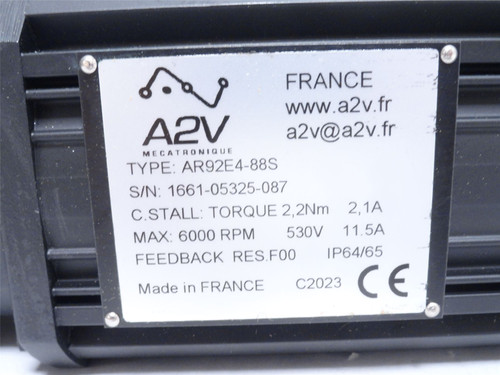 FRANCE
www.a2v.fr
a2v@a2v.fr
A2V
MECATRONIQUE
TYPE: AR92E4-88S
S/N: 1661-05325-087
C.STALL: TORQUE 2,2Nm 2,1A
MAX: 6000 RPM 530V 11.5A
FEEDBACK RES.F00 IP64/65
Made in FRANCE C2023 CE